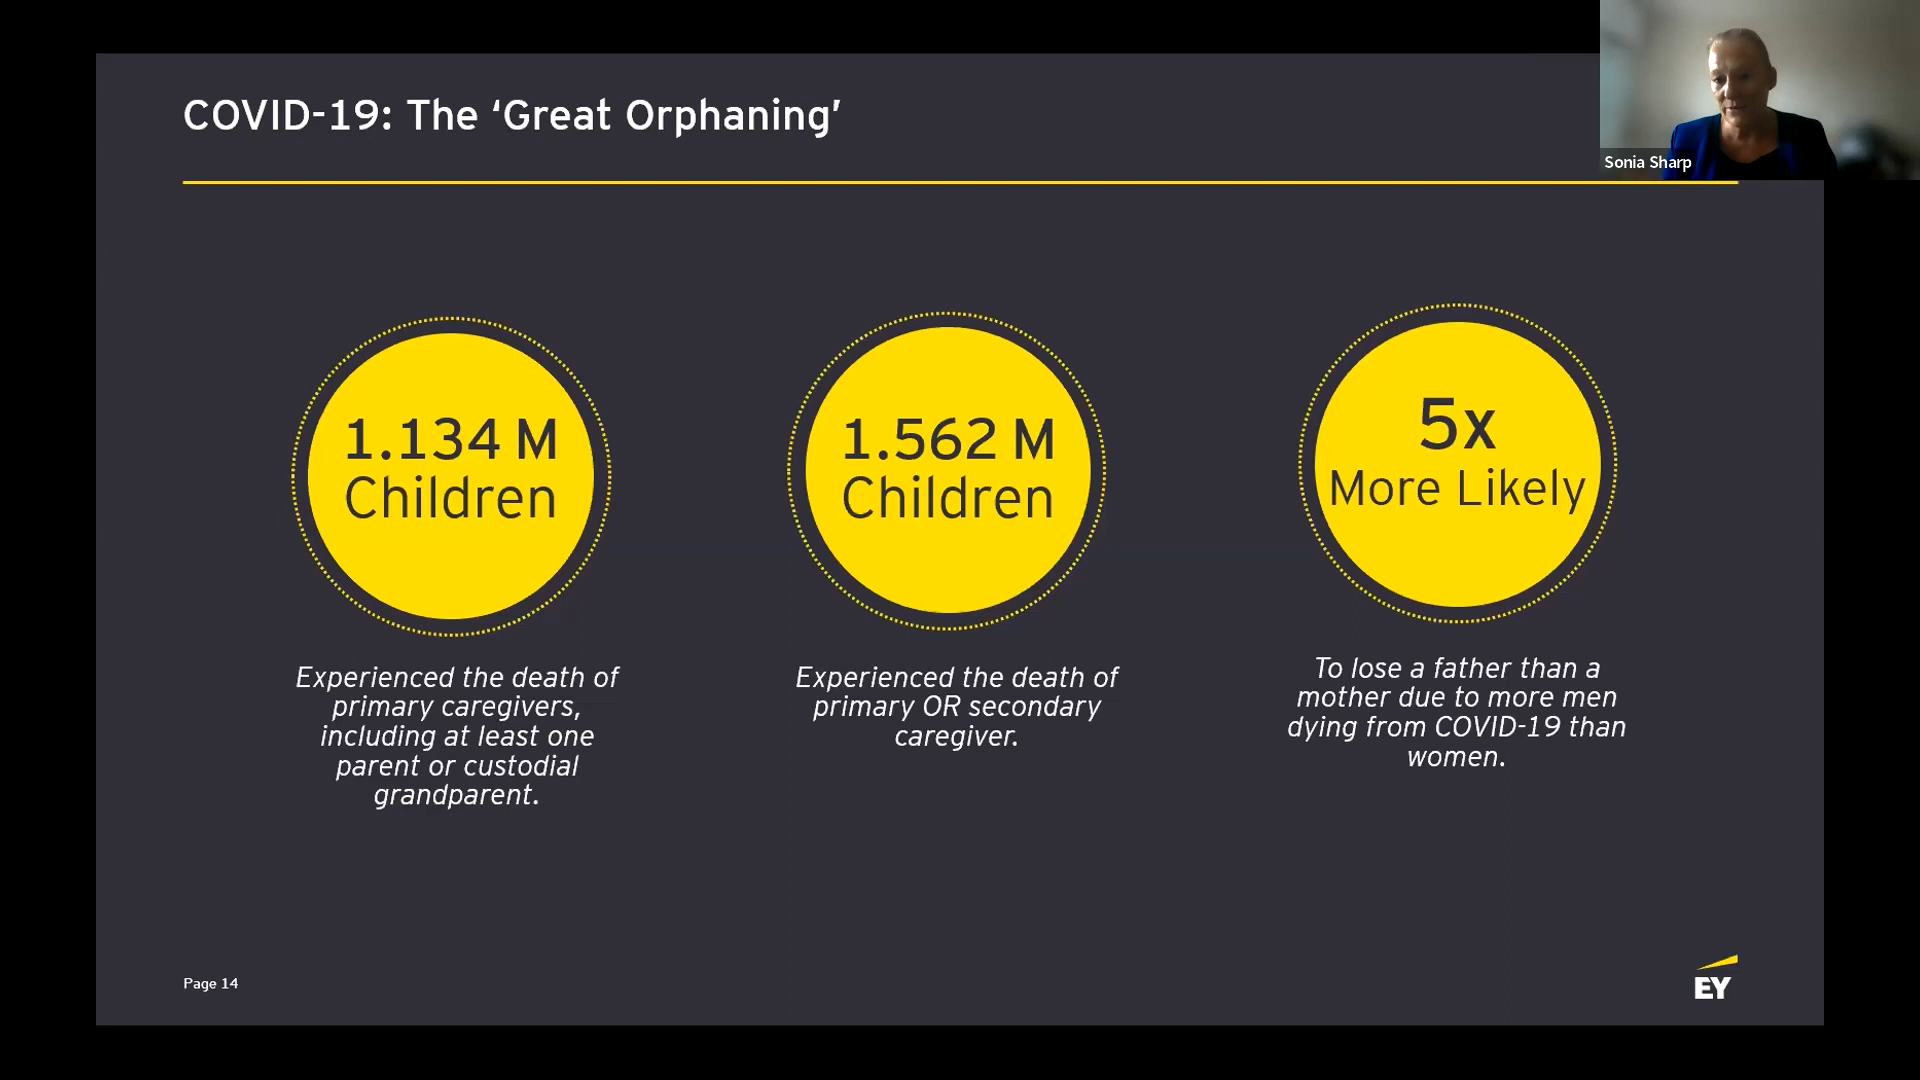 COVID-19: The ‘Great Orphaning’
Sonia Sharp
1.134 M
Children
Experienced the death of
primary caregivers,
including at least one
parent or custodial
grandparent.
1.562 M
Children
Experienced the death of
primary OR secondary
caregiver.
5x
More Likely
To lose a father than a
mother due to more men
dying from COVID-19 than
women.
Page 14
EY